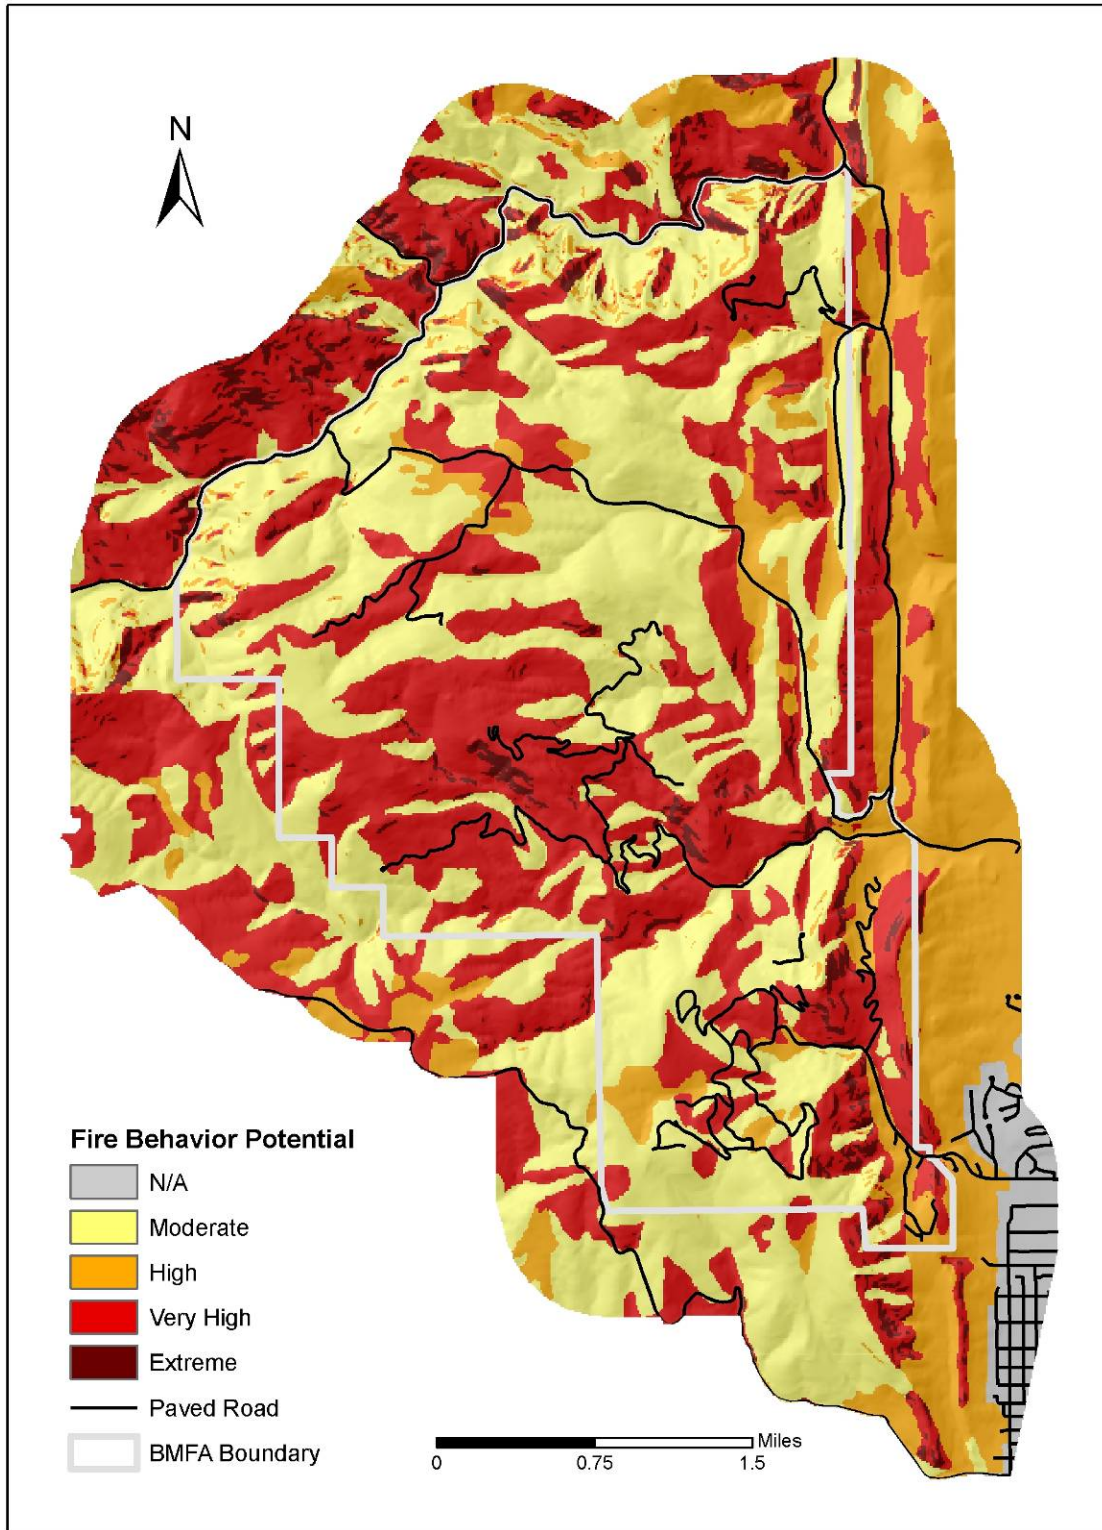 N
Fire Behavior Potential
N/A
Moderate
High
Very High
Extreme
Paved Road
BMFA Boundary
Miles
0 0.75 1.5